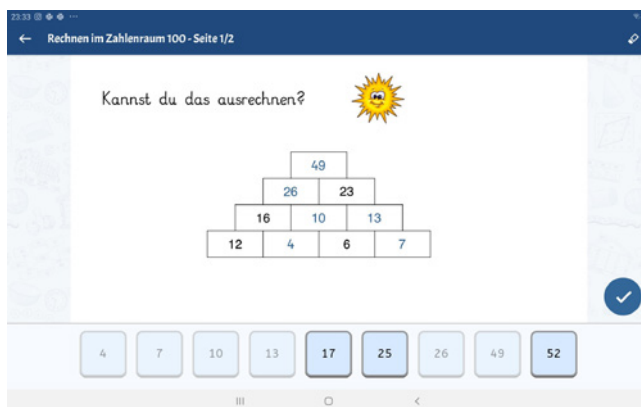 23:33
Rechnen im Zahlenraum 100 - Seite 1/2
Kannst du das ausrechnen?
49
26 23
16 10 13
12 4 6 7
4 7 10 13 17 25 26 49 52